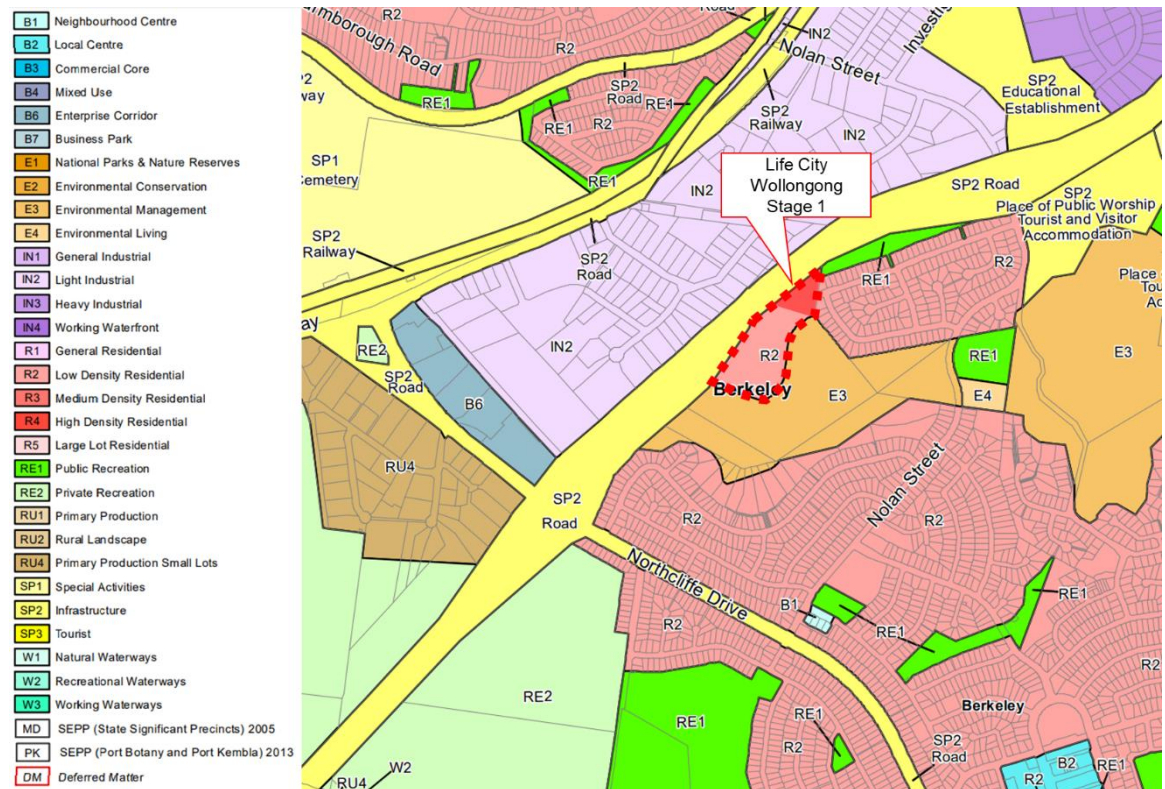 B1 Neighbourhood Centre
B2 Local Centre
B3 Commercial Core
B4 Mixed Use
B6 Enterprise Corridor
B7 Business Park
E1 National Parks & Nature Reserves
E2 Environmental Conservation
E3 Environmental Management
E4 Environmental Living
IN1 General Industrial
IN2 Light Industrial
IN3 Heavy Industrial
IN4 Working Waterfront
R1 General Residential
R2 Low Density Residential
R3 Medium Density Residential
R4 High Density Residential
R5 Large Lot Residential
RE1 Public Recreation
RE2 Private Recreation
RU1 Primary Production
RU2 Rural Landscape
RU4 Primary Production Small Lots
SP1 Special Activities
SP2 Infrastructure
SP3 Tourist
W1 Natural Waterways
W2 Recreational Waterways
W3 Working Waterways
MD SEPP (State Significant Precincts) 2005
PK SEPP (Port Botany and Port Kembla) 2013
DM Deferred Matter
R2
Road
IN2
Nolan Street
R2
SP2
Road
RE1
RE1
RE1
R2
RE1
SP2
Railway
SP2
Educational
Establishment
SP1
Cemetery
Life City
Wollongong
Stage 1
IN2
SP2 Road
SP2
Place of Public Worship
Tourist and Visitor
Accommodation
SP2
Railway
SP2
Road
RE1
R2
RE2
SP2
Road
IN2
R2
RE1
E3
B6
Berkeley
E3
E4
RU4
Nolan Street
SP2
Road
R2
R2
Northcliffe Drive
B1
RE1
RE1
R2
R2
RE2
RE1
RE1
R2
Berkeley
SP2
Road
RU4
W2
R2
B2
RE1